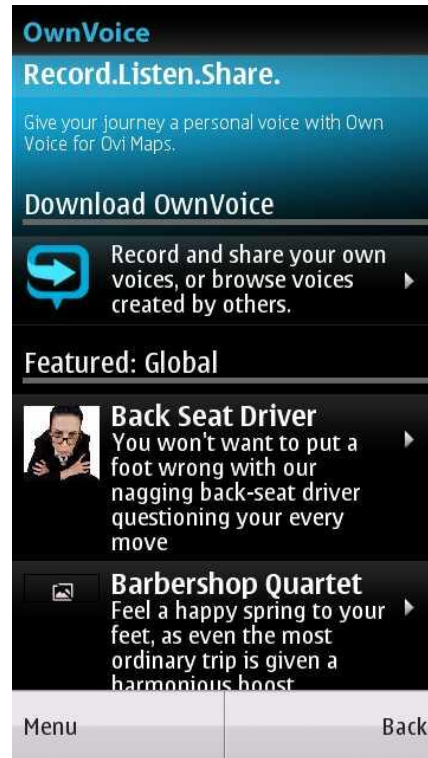 OwnVoice
Record.Listen.Share.
Give your journey a personal voice with Own
Voice for Ovi Maps.
Download OwnVoice
Record and share your own
voices, or browse voices
created by others.
Featured: Global
Back Seat Driver
You won't want to put a
foot wrong with our
nagging back-seat driver
questioning your every
move
Barbershop Quartet
Feel a happy spring to your
feet, as even the most
ordinary trip is given a
harmonious boost
Menu
Back